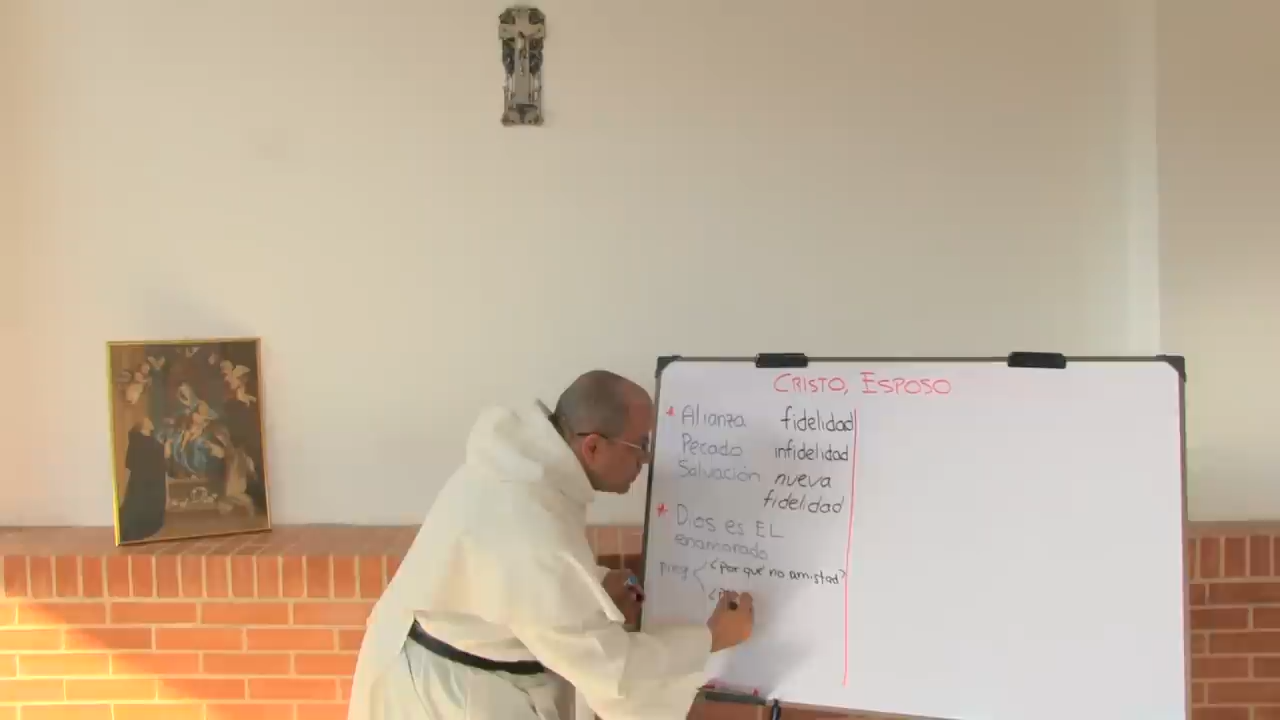 CRISTO, ESPOSO
* Alianza fidelidad
Pecado infidelidad
Salvación nueva
fidelidad
* Dios es EL
enamorado
preg ¿por qué no amistad?